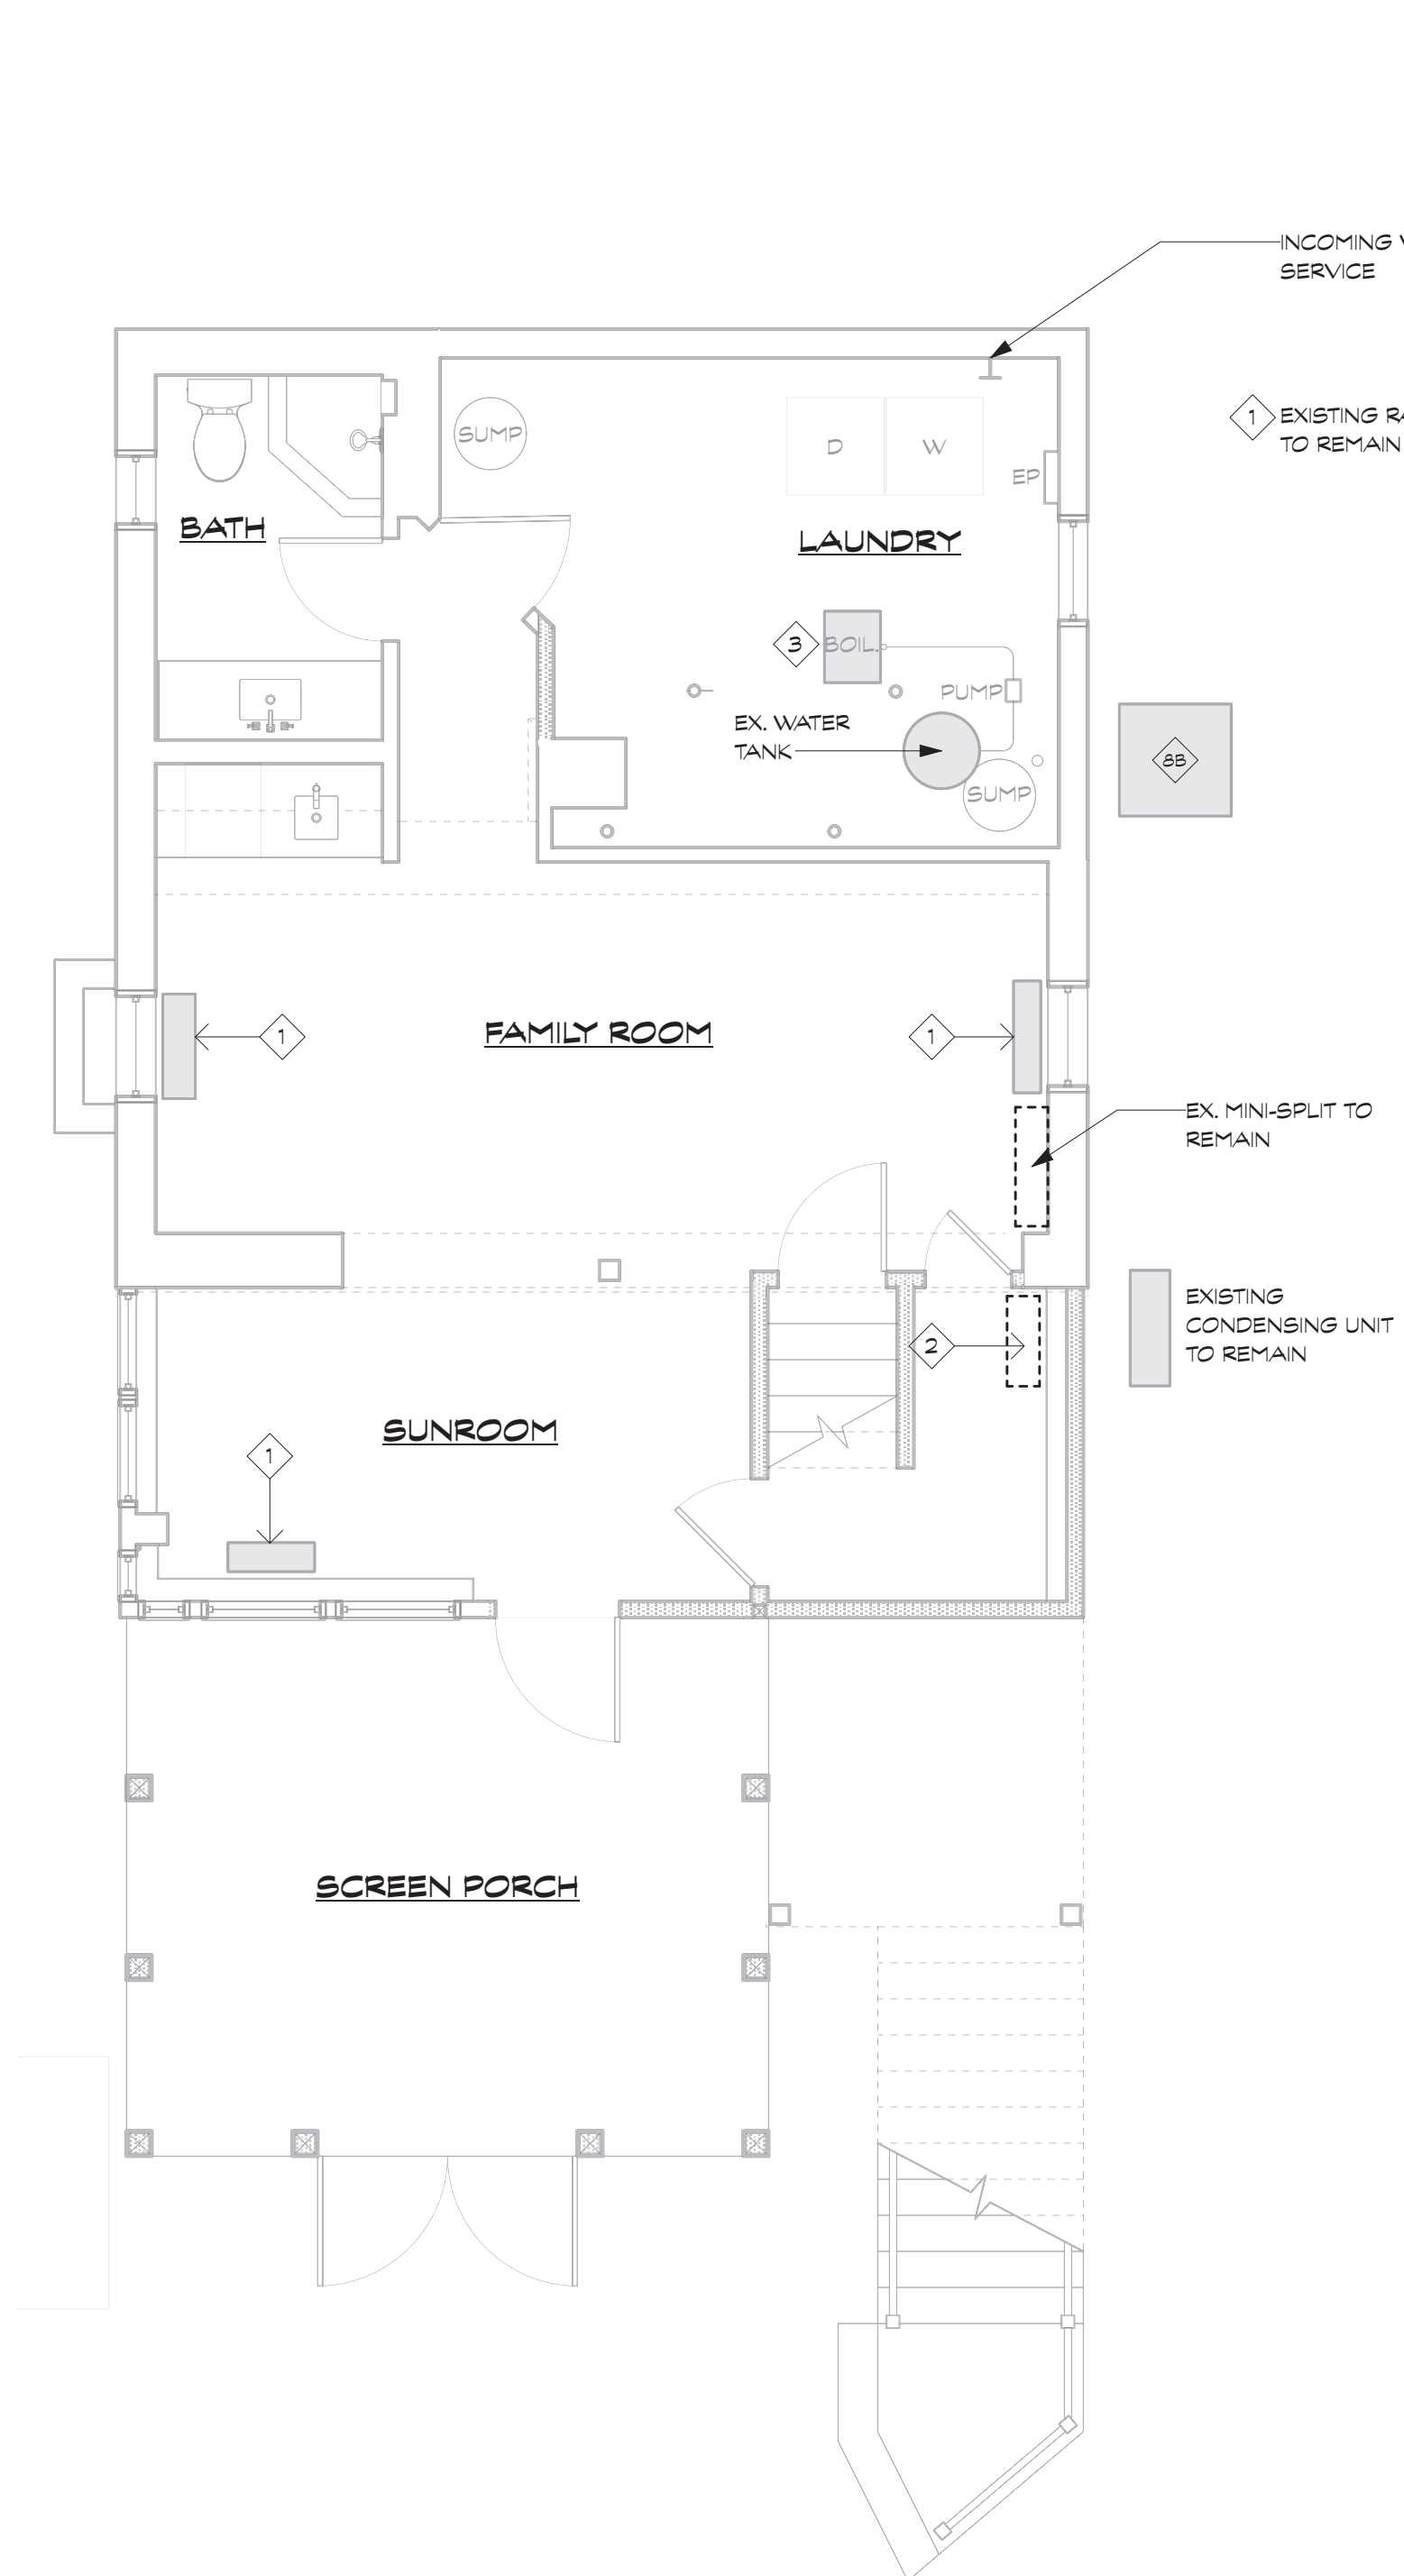 INCOMING
SERVICE
1
EXISTING
TO REMAIN
SUMP
D
W
EP
BATH
LAUNDRY
3
BOIL.
PUMP
EX. WATER
TANK
SUMP
8B
1
FAMILY ROOM
1
EX. MINI-SPLIT TO
REMAIN
2
EXISTING
CONDENSING UNIT
TO REMAIN
SUNROOM
1
SCREEN PORCH